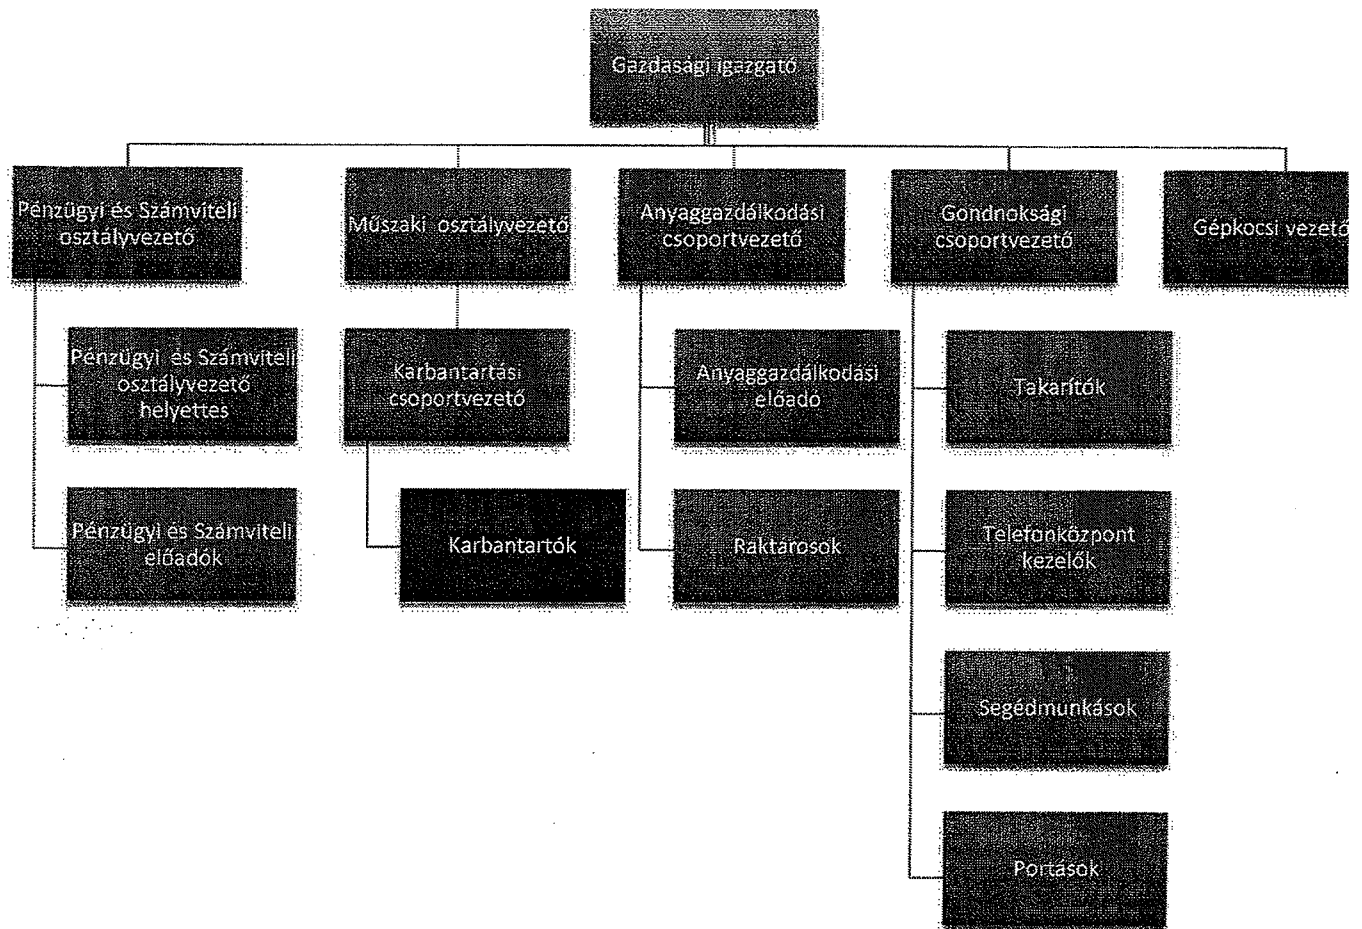 Gazdasági igazgató
Pénzügyi és Számviteli
osztályvezető
Műszaki osztályvezető
Anyaggazdálkodási
csoportvezető
Gondnoksági
csoportvezető
Gépkocsi vezető
Pénzügyi és Számviteli
osztályvezető
helyettes
Karbantartási
csoportvezető
Anyaggazdálkodási
előadó
Takarítók
Pénzügyi és Számviteli
előadók
Karbantartók
Raktárosok
Telefonközpont
kezelők
Segédmunkások
Portások